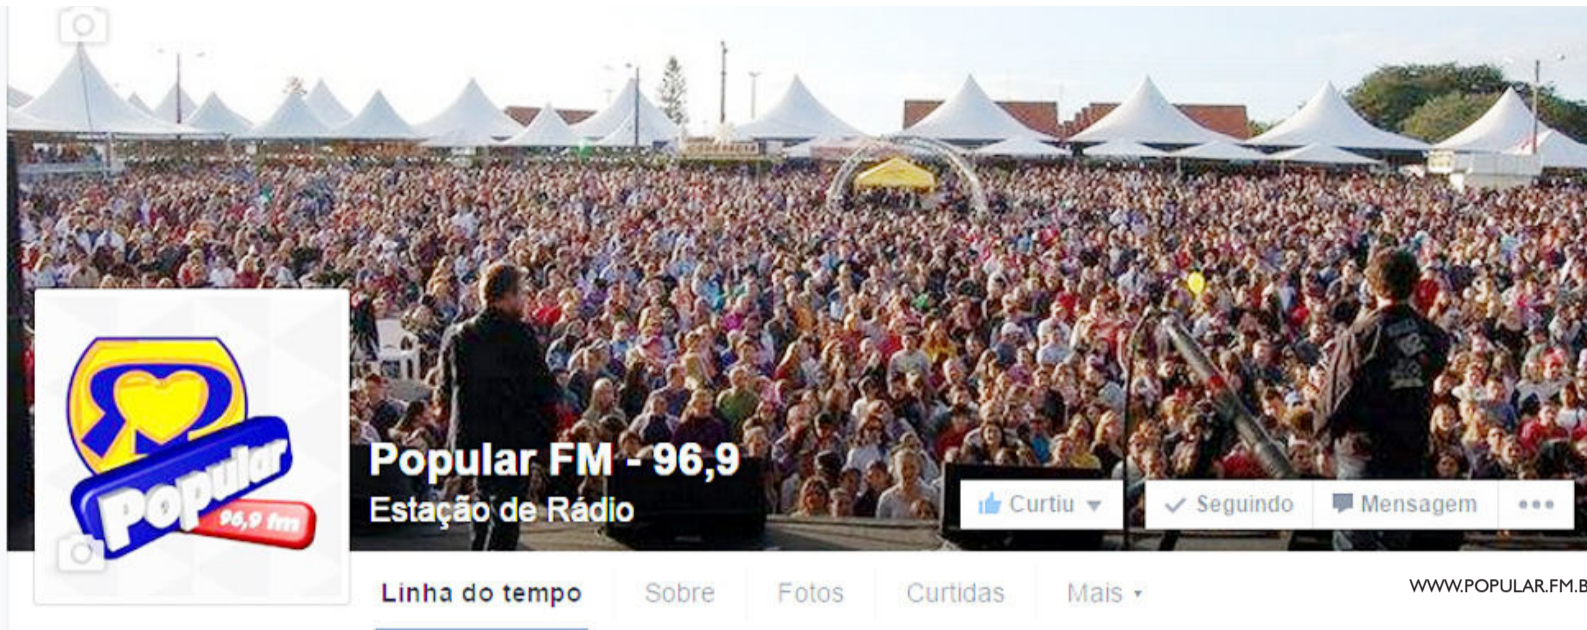 Popular
96,9 fm
Popular FM - 96,9
Estação de Rádio
Curtiu
Seguindo
Mensagem
Linha do tempo
Sobre
Fotos
Curtidas
Mais
WWW.POPULAR.FM.B